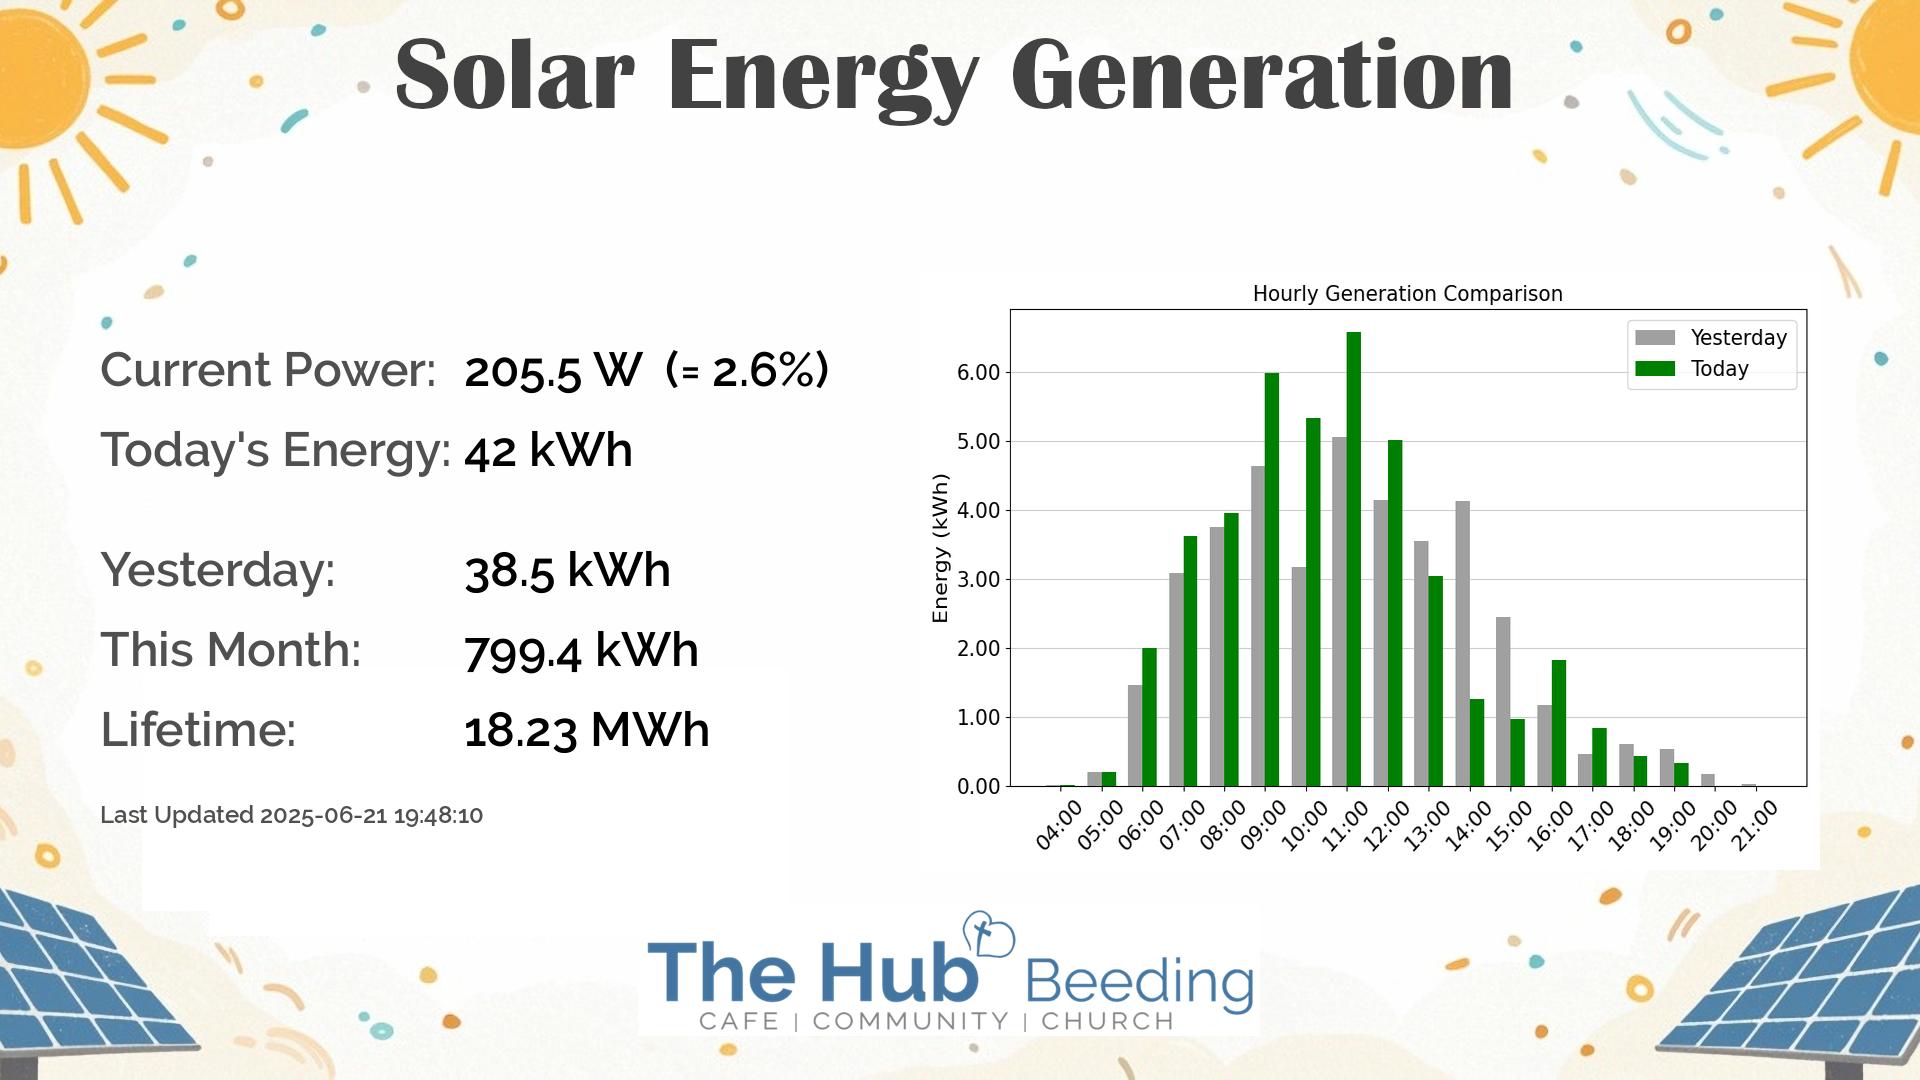 Solar Energy Generation
Current Power: 205.5 W (= 2.6%)
Today's Energy: 42 kWh
Yesterday: 38.5 kWh
This Month: 799.4 kWh
Lifetime: 18.23 MWh
Last Updated 2025-06-21 19:48:10
Hourly Generation Comparison
Yesterday
Today
Energy (kWh)
6.00
5.00
4.00
3.00
2.00
1.00
0.00
04:00 05:00 06:00 07:00 08:00 09:00 10:00 11:00 12:00 13:00 14:00 15:00 16:00 17:00 18:00 19:00 20:00 21:00
The Hub Beeding
CAFE | COMMUNITY | CHURCH